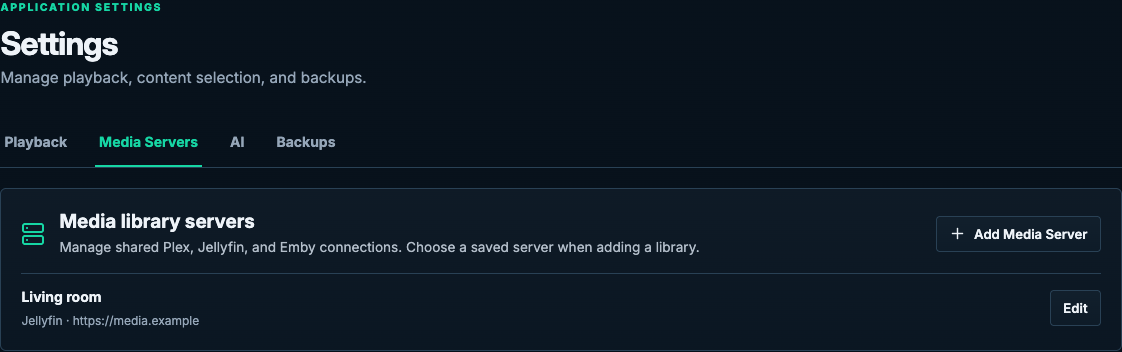 APPLICATION SETTINGS
Settings
Manage playback, content selection, and backups.
Playback
Media Servers
AI
Backups
Media library servers
Manage shared Plex, Jellyfin, and Emby connections. Choose a saved server when adding a library.
Add Media Server
Living room
Jellyfin · https://media.example
Edit